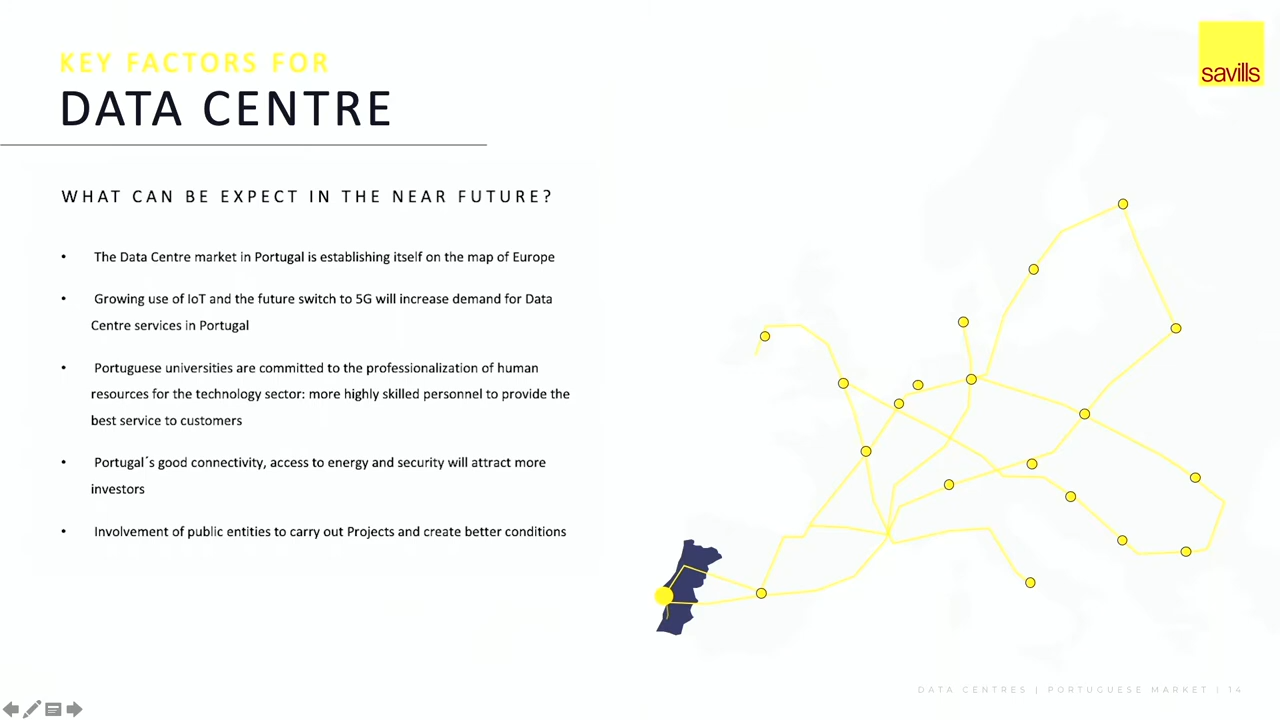 KEY FACTORS FOR
DATA CENTRE
savills
WHAT CAN BE EXPECT IN THE NEAR FUTURE?
• The Data Centre market in Portugal is establishing itself on the map of Europe
• Growing use of IoT and the future switch to 5G will increase demand for Data
Centre services in Portugal
• Portuguese universities are committed to the professionalization of human
resources for the technology sector: more highly skilled personnel to provide the
best service to customers
• Portugal´s good connectivity, access to energy and security will attract more
investors
• Involvement of public entities to carry out Projects and create better conditions
DATA CENTRES | PORTUGUESE MARKET | 14